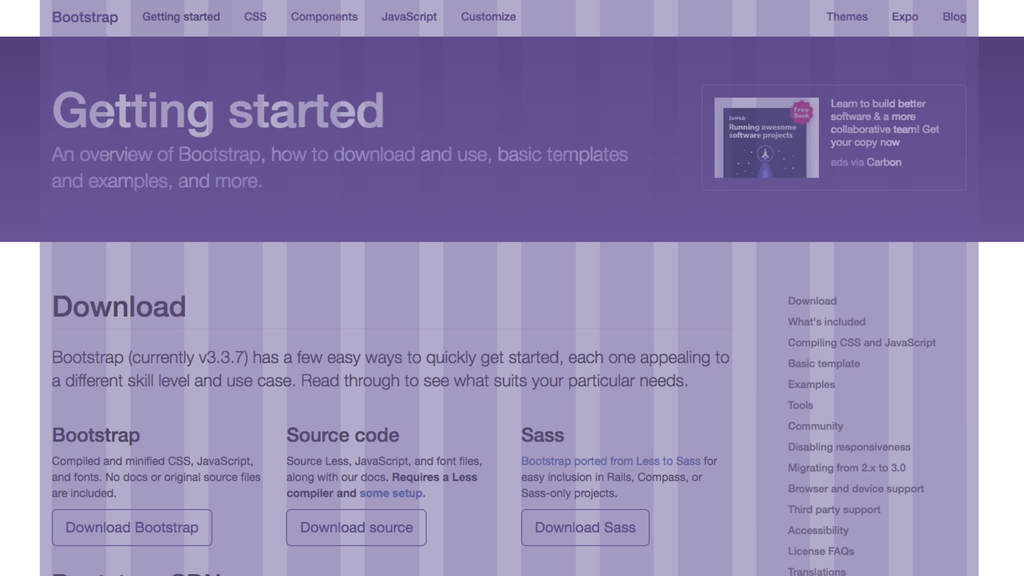 Bootstrap Getting started CSS Components JavaScript Customize Themes Expo Blog
Getting started
An overview of Bootstrap, how to download and use, basic templates
and examples, and more.
Free
Book
ZenHub
Running awesome
software projects
Learn to build better
software & a more
collaborative team! Get
your copy now
ads via Carbon
Download
Bootstrap (currently v3.3.7) has a few easy ways to quickly get started, each one appealing to
a different skill level and use case. Read through to see what suits your particular needs.
Bootstrap
Compiled and minified CSS, JavaScript,
and fonts. No docs or original source files
are included.
Download Bootstrap
Source code
Source Less, JavaScript, and font files,
along with our docs. Requires a Less
compiler and some setup.
Download source
Sass
Bootstrap ported from Less to Sass for
easy inclusion in Rails, Compass, or
Sass-only projects.
Download Sass
Download
What's included
Compiling CSS and JavaScript
Basic template
Examples
Tools
Community
Disabling responsiveness
Migrating from 2.x to 3.0
Browser and device support
Third party support
Accessibility
License FAQs
Translations